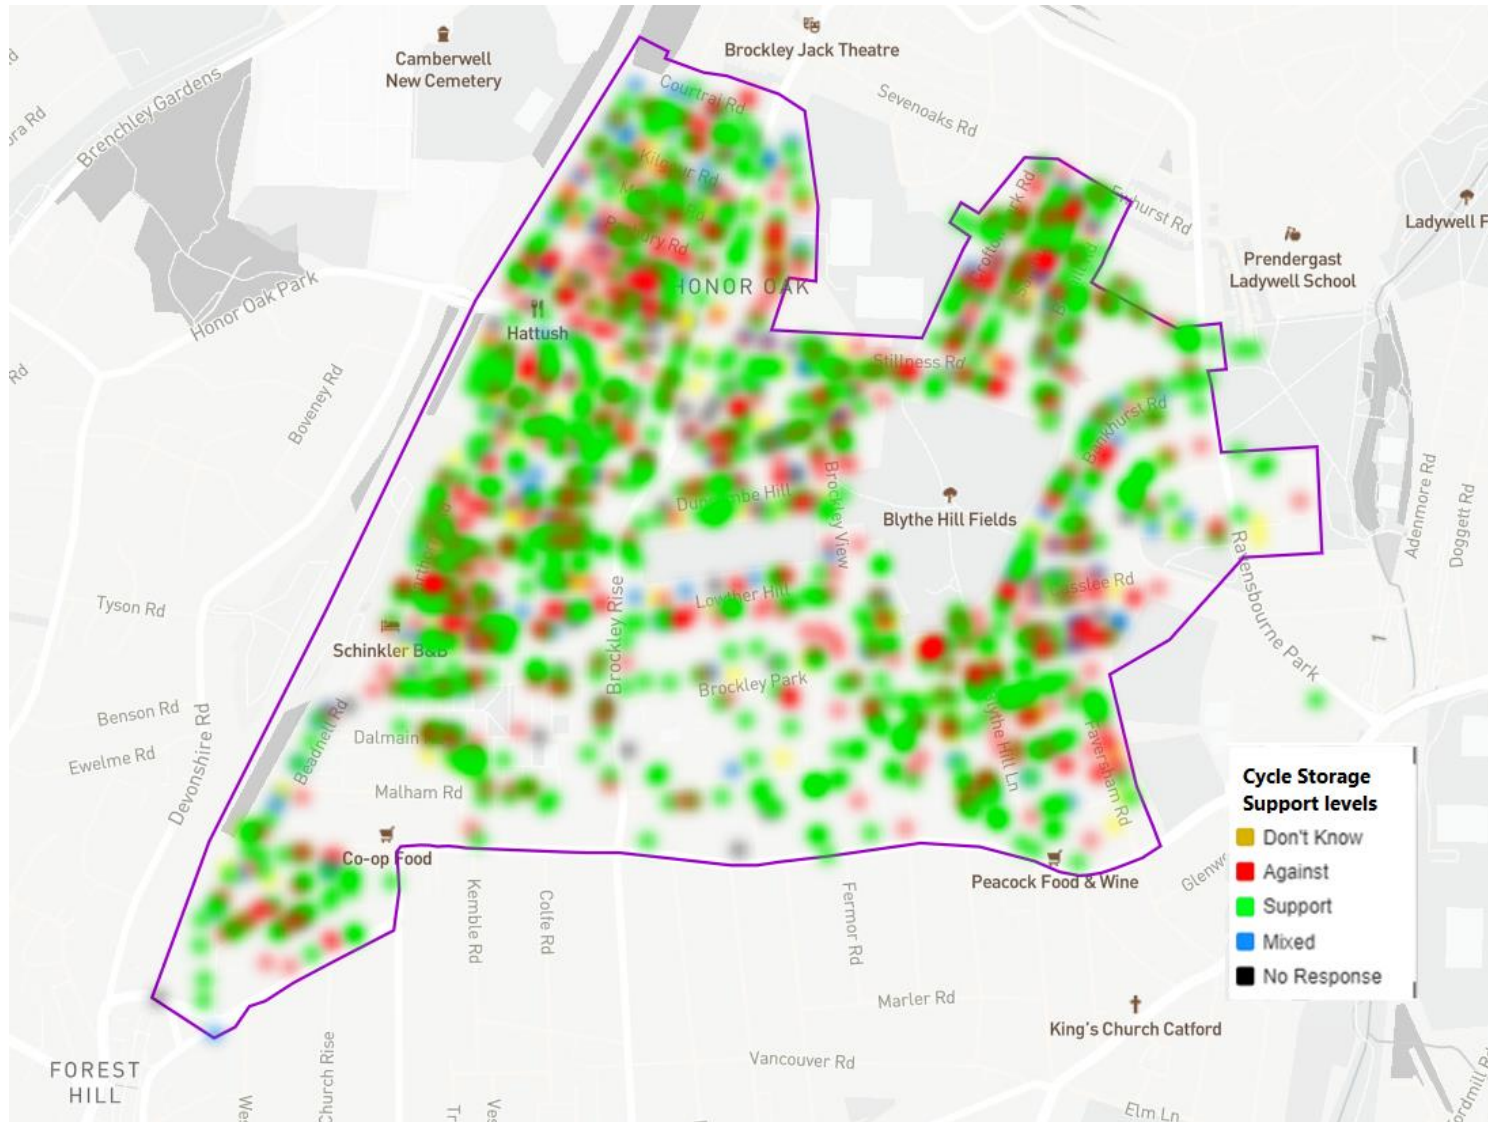 Camberwell
New Cemetery
Brockley Jack Theatre
Brenchley Gardens
Courtrai Rd
Sevenoaks Rd
Ladywell F
Prendergast
Ladywell School
Honor Oak Park
HONOR OAK
Hattush
Stillness Rd
Rd
Boveney Rd
Bankhurst Rd
Brockley View
Blythe Hill Fields
Adenmore Rd
Doggett Rd
Tyson Rd
Lowther Hill
Brockley Rise
Ravensbourne Park
Schinkler B&B
Brockley Park
Benson Rd
Ewelme Rd
Devonshire Rd
Beadnell Rd
Dalmain
Malham Rd
Blythe Hill Ln
Faversham Rd
Co-op Food
Peacock Food & Wine
Glenw
Kemble Rd
Colfe Rd
Fermor Rd
Marler Rd
King's Church Catford
Vancouver Rd
Church Rise
FOREST
HILL
Elm Ln
Cycle Storage
Support levels
Don't Know
Against
Support
Mixed
No Response